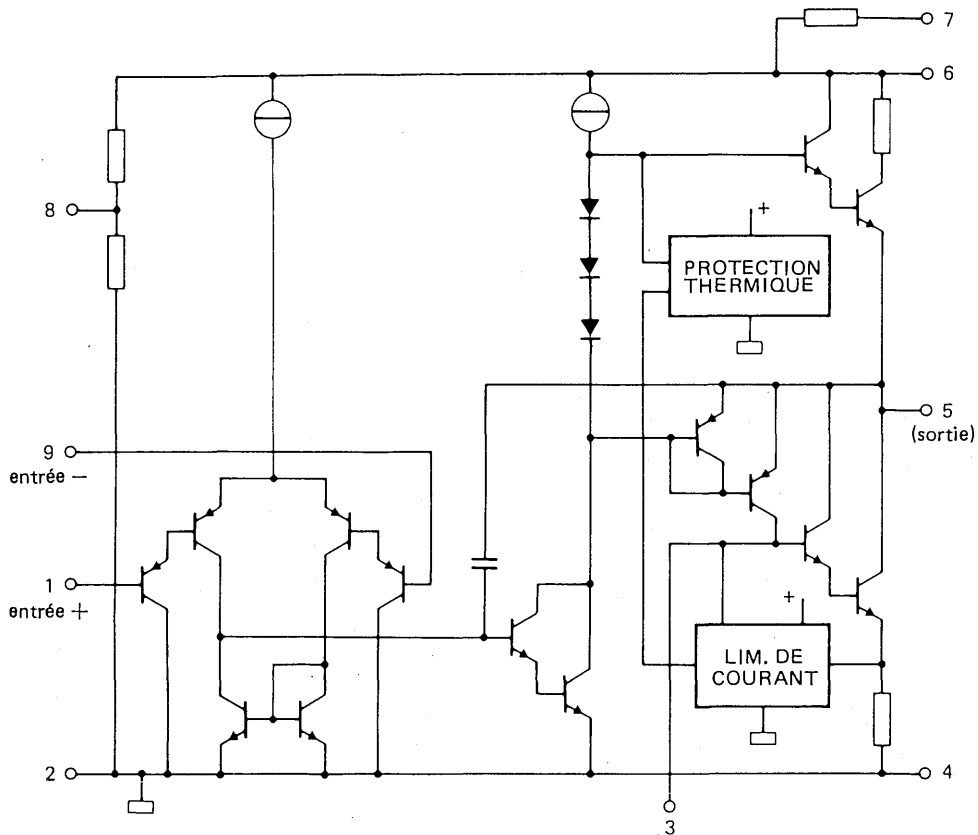 7
6
8
+
PROTECTION
THERMIQUE
5
(sortie)
9
entrée −
1
entrée +
+
LIM. DE
COURANT
2
4
3